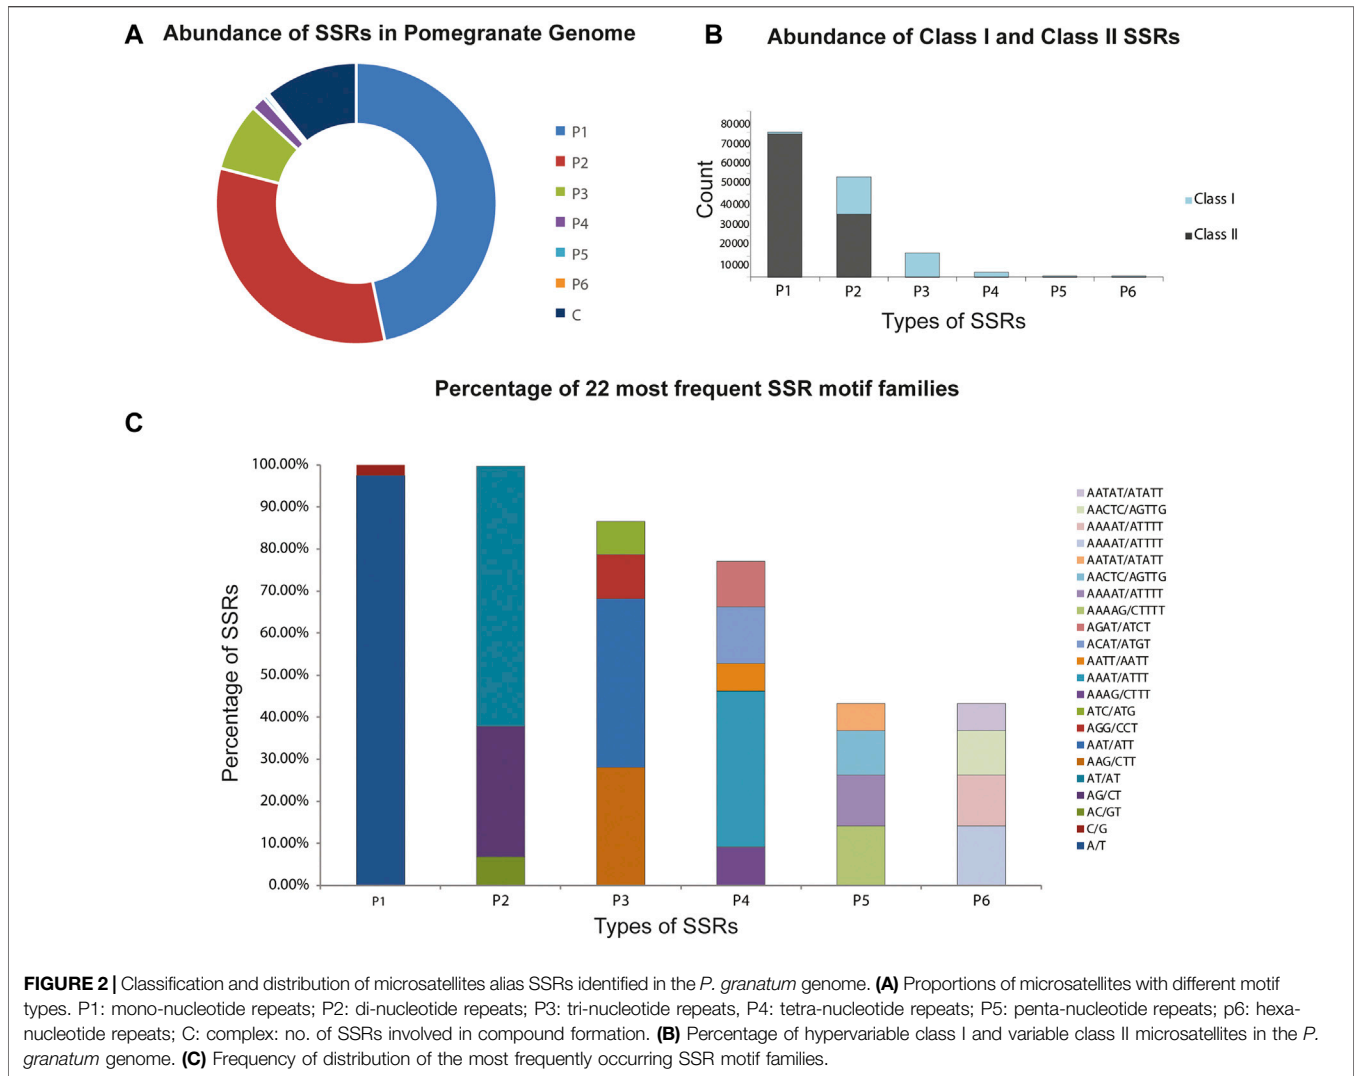 A Abundance of SSRs in Pomegranate Genome
P1
P2
P3
P4
P5
P6
C
B Abundance of Class I and Class II SSRs
Count
80000
70000
60000
50000
40000
30000
20000
10000
P1 P2 P3 P4 P5 P6
Types of SSRs
Class I
Class II
Percentage of 22 most frequent SSR motif families
C
Percentage of SSRs
100.00%
90.00%
80.00%
70.00%
60.00%
50.00%
40.00%
30.00%
20.00%
10.00%
0.00%
P1 P2 P3 P4 P5 P6
Types of SSRs
AATAT/ATATT
AACTC/AGTTG
AAAAT/ATTTT
AAAAT/ATTTT
AATAT/ATATT
AACTC/AGTTG
AAAAT/ATTTT
AAAAG/CTTTT
AGAT/ATCT
ACAT/ATGT
AATT/AATT
AAAT/ATTT
AAAG/CTTT
ATC/ATG
AGG/CCT
AAT/ATT
AAG/CTT
AT/AT
AG/CT
AC/GT
C/G
A/T
FIGURE 2 | Classification and distribution of microsatellites alias SSRs identified in the P. granatum genome. (A) Proportions of microsatellites with different motif
types. P1: mono-nucleotide repeats; P2: di-nucleotide repeats; P3: tri-nucleotide repeats, P4: tetra-nucleotide repeats; P5: penta-nucleotide repeats; p6: hexa-
nucleotide repeats; C: complex: no. of SSRs involved in compound formation. (B) Percentage of hypervariable class I and variable class II microsatellites in the P.
granatum genome. (C) Frequency of distribution of the most frequently occurring SSR motif families.